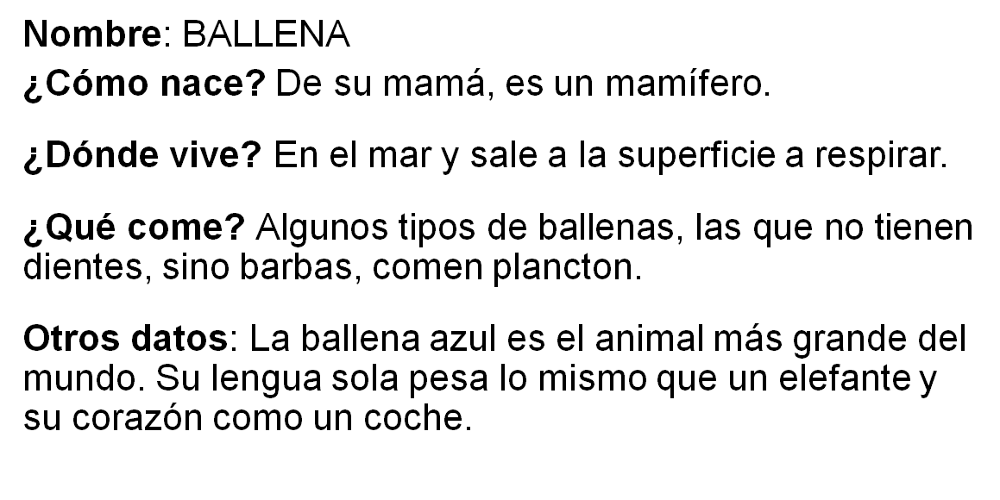 Nombre: BALLENA
¿Cómo nace? De su mamá, es un mamífero.
¿Dónde vive? En el mar y sale a la superficie a respirar.
¿Qué come? Algunos tipos de ballenas, las que no tienen
dientes, sino barbas, comen plancton.
Otros datos: La ballena azul es el animal más grande del
mundo. Su lengua sola pesa lo mismo que un elefante y
su corazón como un coche.